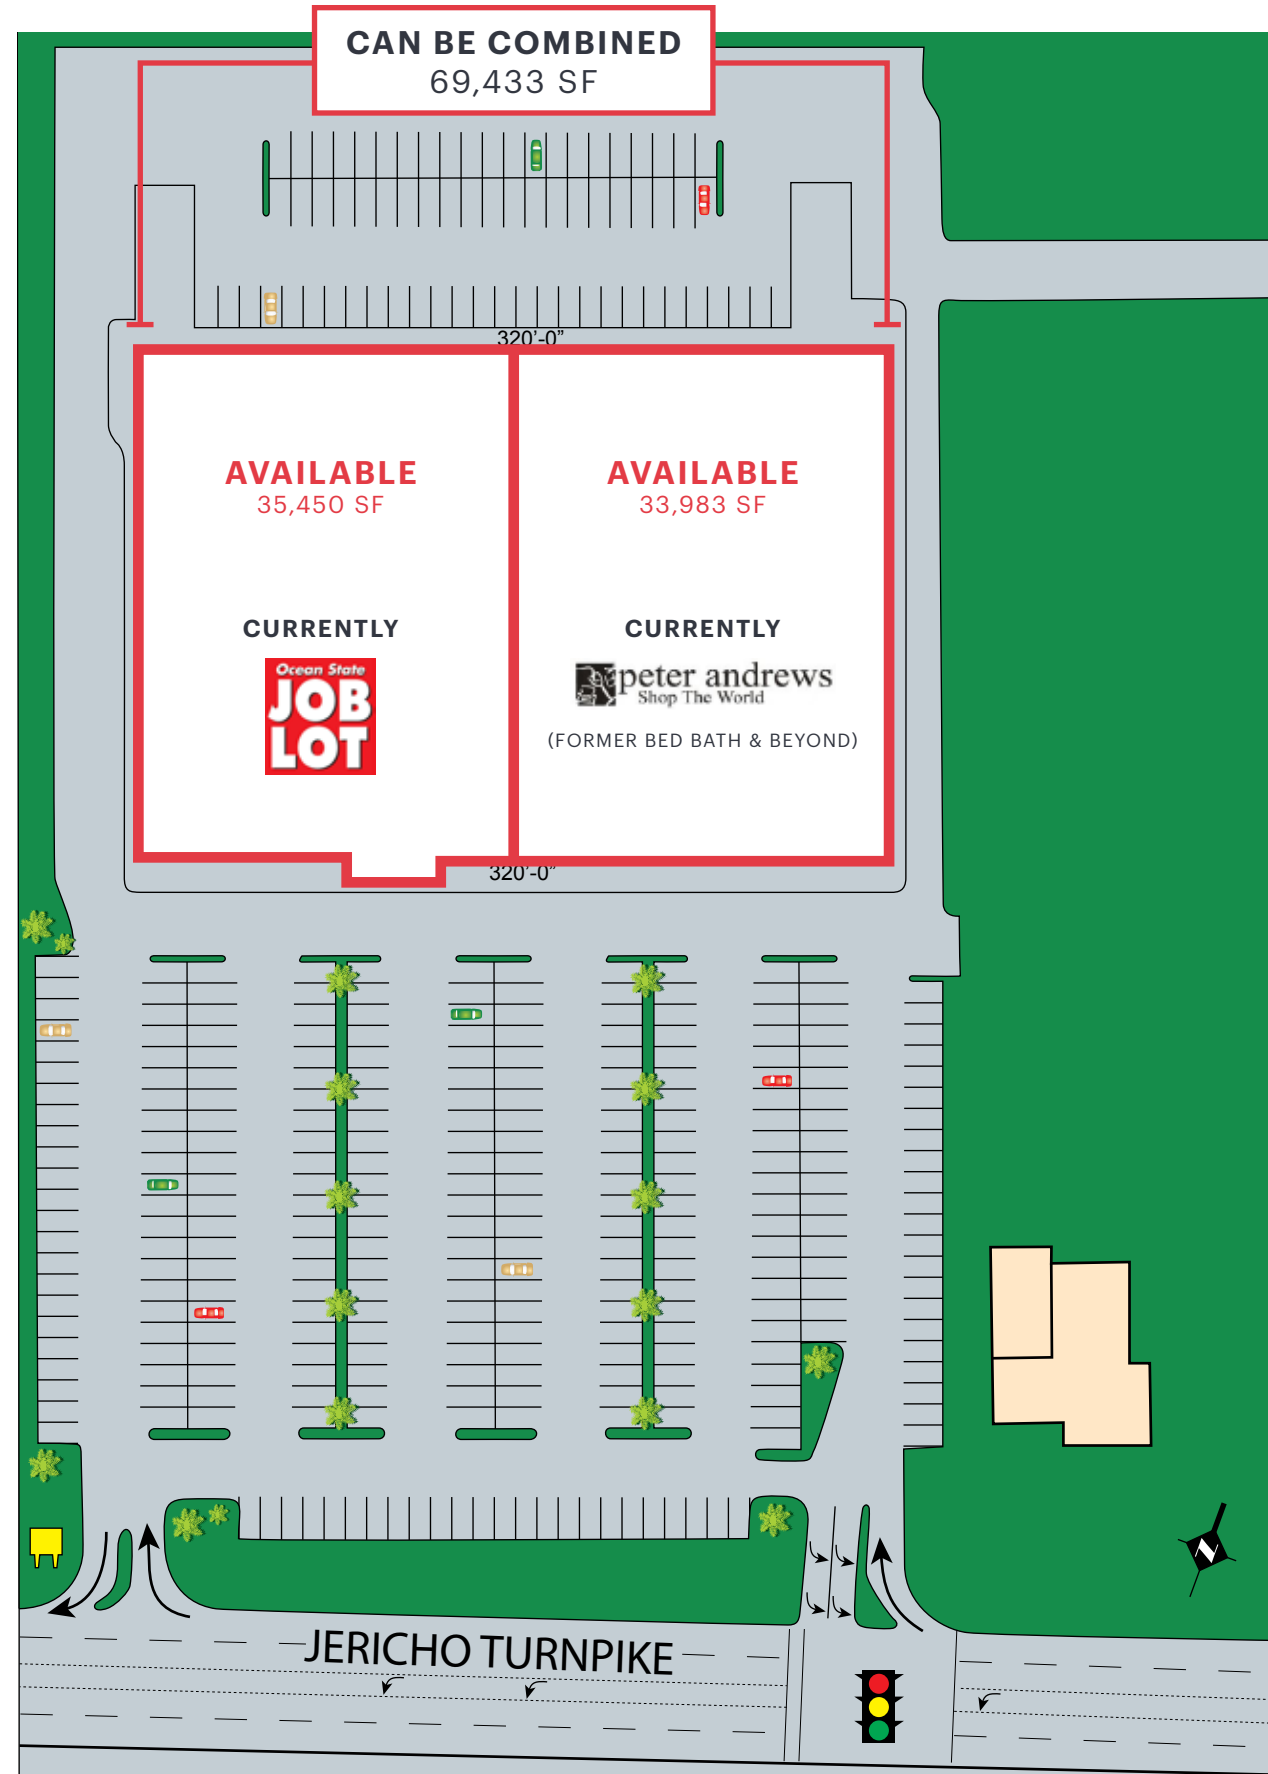 CAN BE COMBINED
69,433 SF
320'-0"
AVAILABLE
35,450 SF
CURRENTLY
Ocean State
JOB
LOT
AVAILABLE
33,983 SF
CURRENTLY
peter andrews
Shop The World
(FORMER BED BATH & BEYOND)
320'-0"
N
JERICHO TURNPIKE